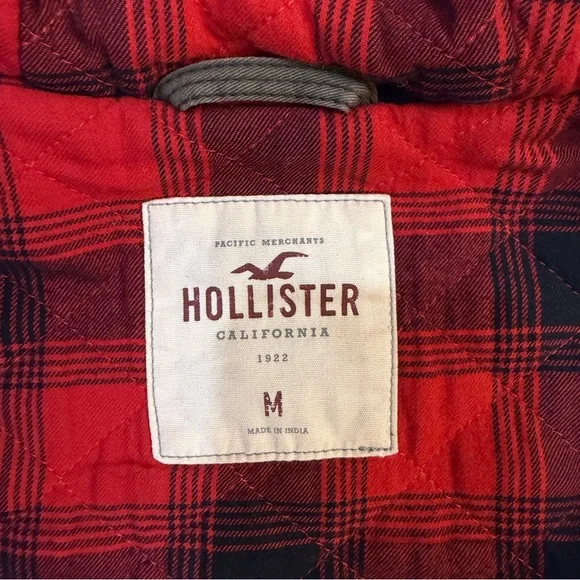 PACIFIC MERCHANTS
HOLLISTER
CALIFORNIA
1922
M
MADE IN INDIA